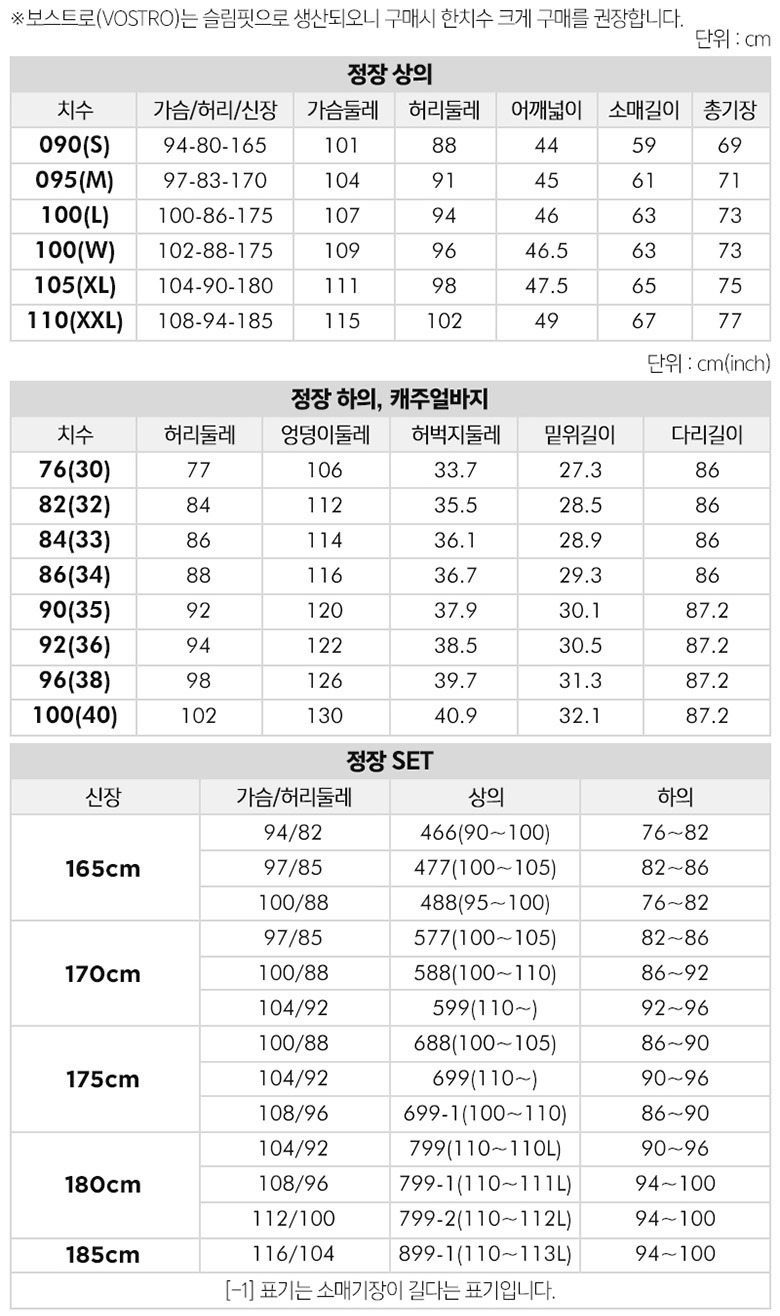 ※보스트로(VOSTRO)는 슬림핏으로 생산되오니 구매시 한치수 크게 구매를 권장합니다.
단위 : cm
정장 상의
치수 가슴/허리/신장 가슴둘레 허리둘레 어깨넓이 소매길이 총기장
090(S) 94-80-165 101 88 44 59 69
095(M) 97-83-170 104 91 45 61 71
100(L) 100-86-175 107 94 46 63 73
100(W) 102-88-175 109 96 46.5 63 73
105(XL) 104-90-180 111 98 47.5 65 75
110(XXL) 108-94-185 115 102 49 67 77
단위 : cm(inch)
정장 하의, 캐주얼바지
치수 허리둘레 엉덩이둘레 허벅지둘레 밑위길이 다리길이
76(30) 77 106 33.7 27.3 86
82(32) 84 112 35.5 28.5 86
84(33) 86 114 36.1 28.9 86
86(34) 88 116 36.7 29.3 86
90(35) 92 120 37.9 30.1 87.2
92(36) 94 122 38.5 30.5 87.2
96(38) 98 126 39.7 31.3 87.2
100(40) 102 130 40.9 32.1 87.2
정장 SET
신장 가슴/허리둘레 상의 하의
94/82 466(90~100) 76~82
165cm 97/85 477(100~105) 82~86
100/88 488(95~100) 76~82
97/85 577(100~105) 82~86
170cm 100/88 588(100~110) 86~92
104/92 599(110~) 92~96
100/88 688(100~105) 86~90
175cm 104/92 699(110~) 90~96
108/96 699-1(100~110) 86~90
104/92 799(110~110L) 90~96
180cm 108/96 799-1(110~111L) 94~100
112/100 799-2(110~112L) 94~100
185cm 116/104 899-1(110~113L) 94~100
[-1] 표기는 소매기장이 길다는 표기입니다.